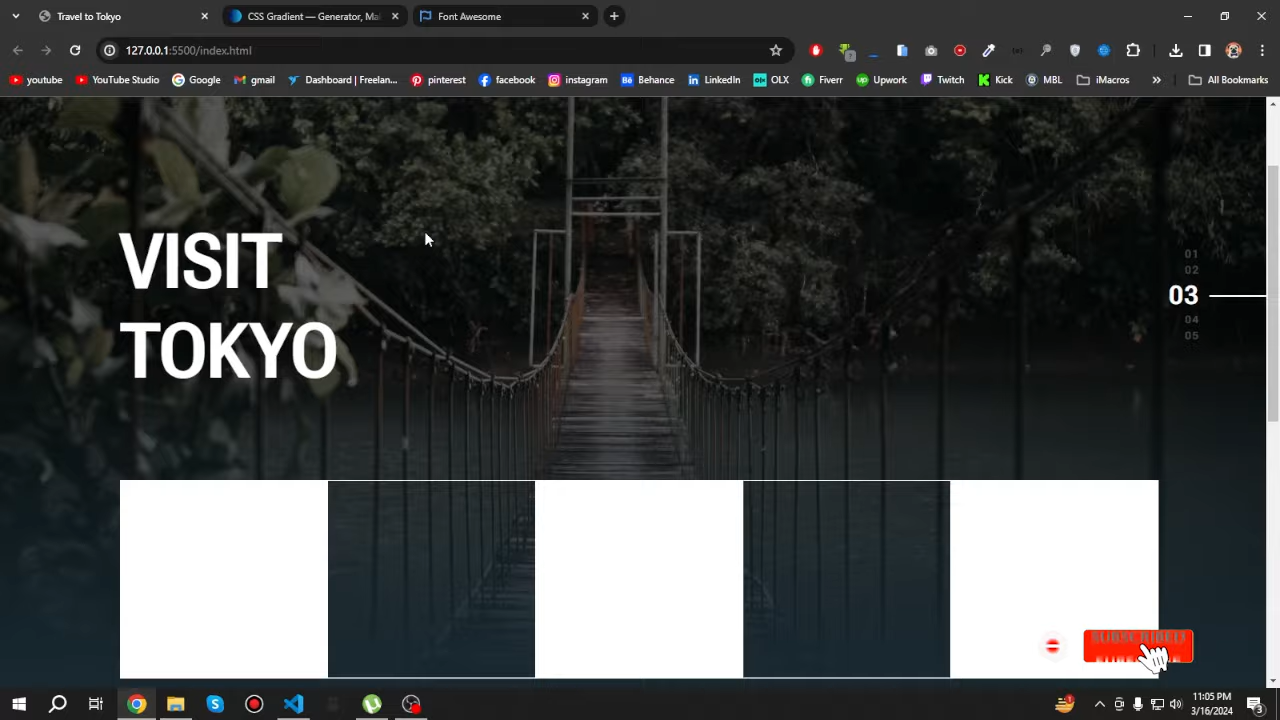 Travel to Tokyo
CSS Gradient — Generator, Ma
Font Awesome
127.0.0.1:5500/index.html
youtube
YouTube Studio
Google
gmail
Dashboard | Freelan...
pinterest
facebook
instagram
Behance
LinkedIn
OLX
Fiverr
Upwork
Twitch
Kick
MBL
iMacros
All Bookmarks
VISIT
TOKYO
01
02
03
04
05
11:05 PM
3/16/2024